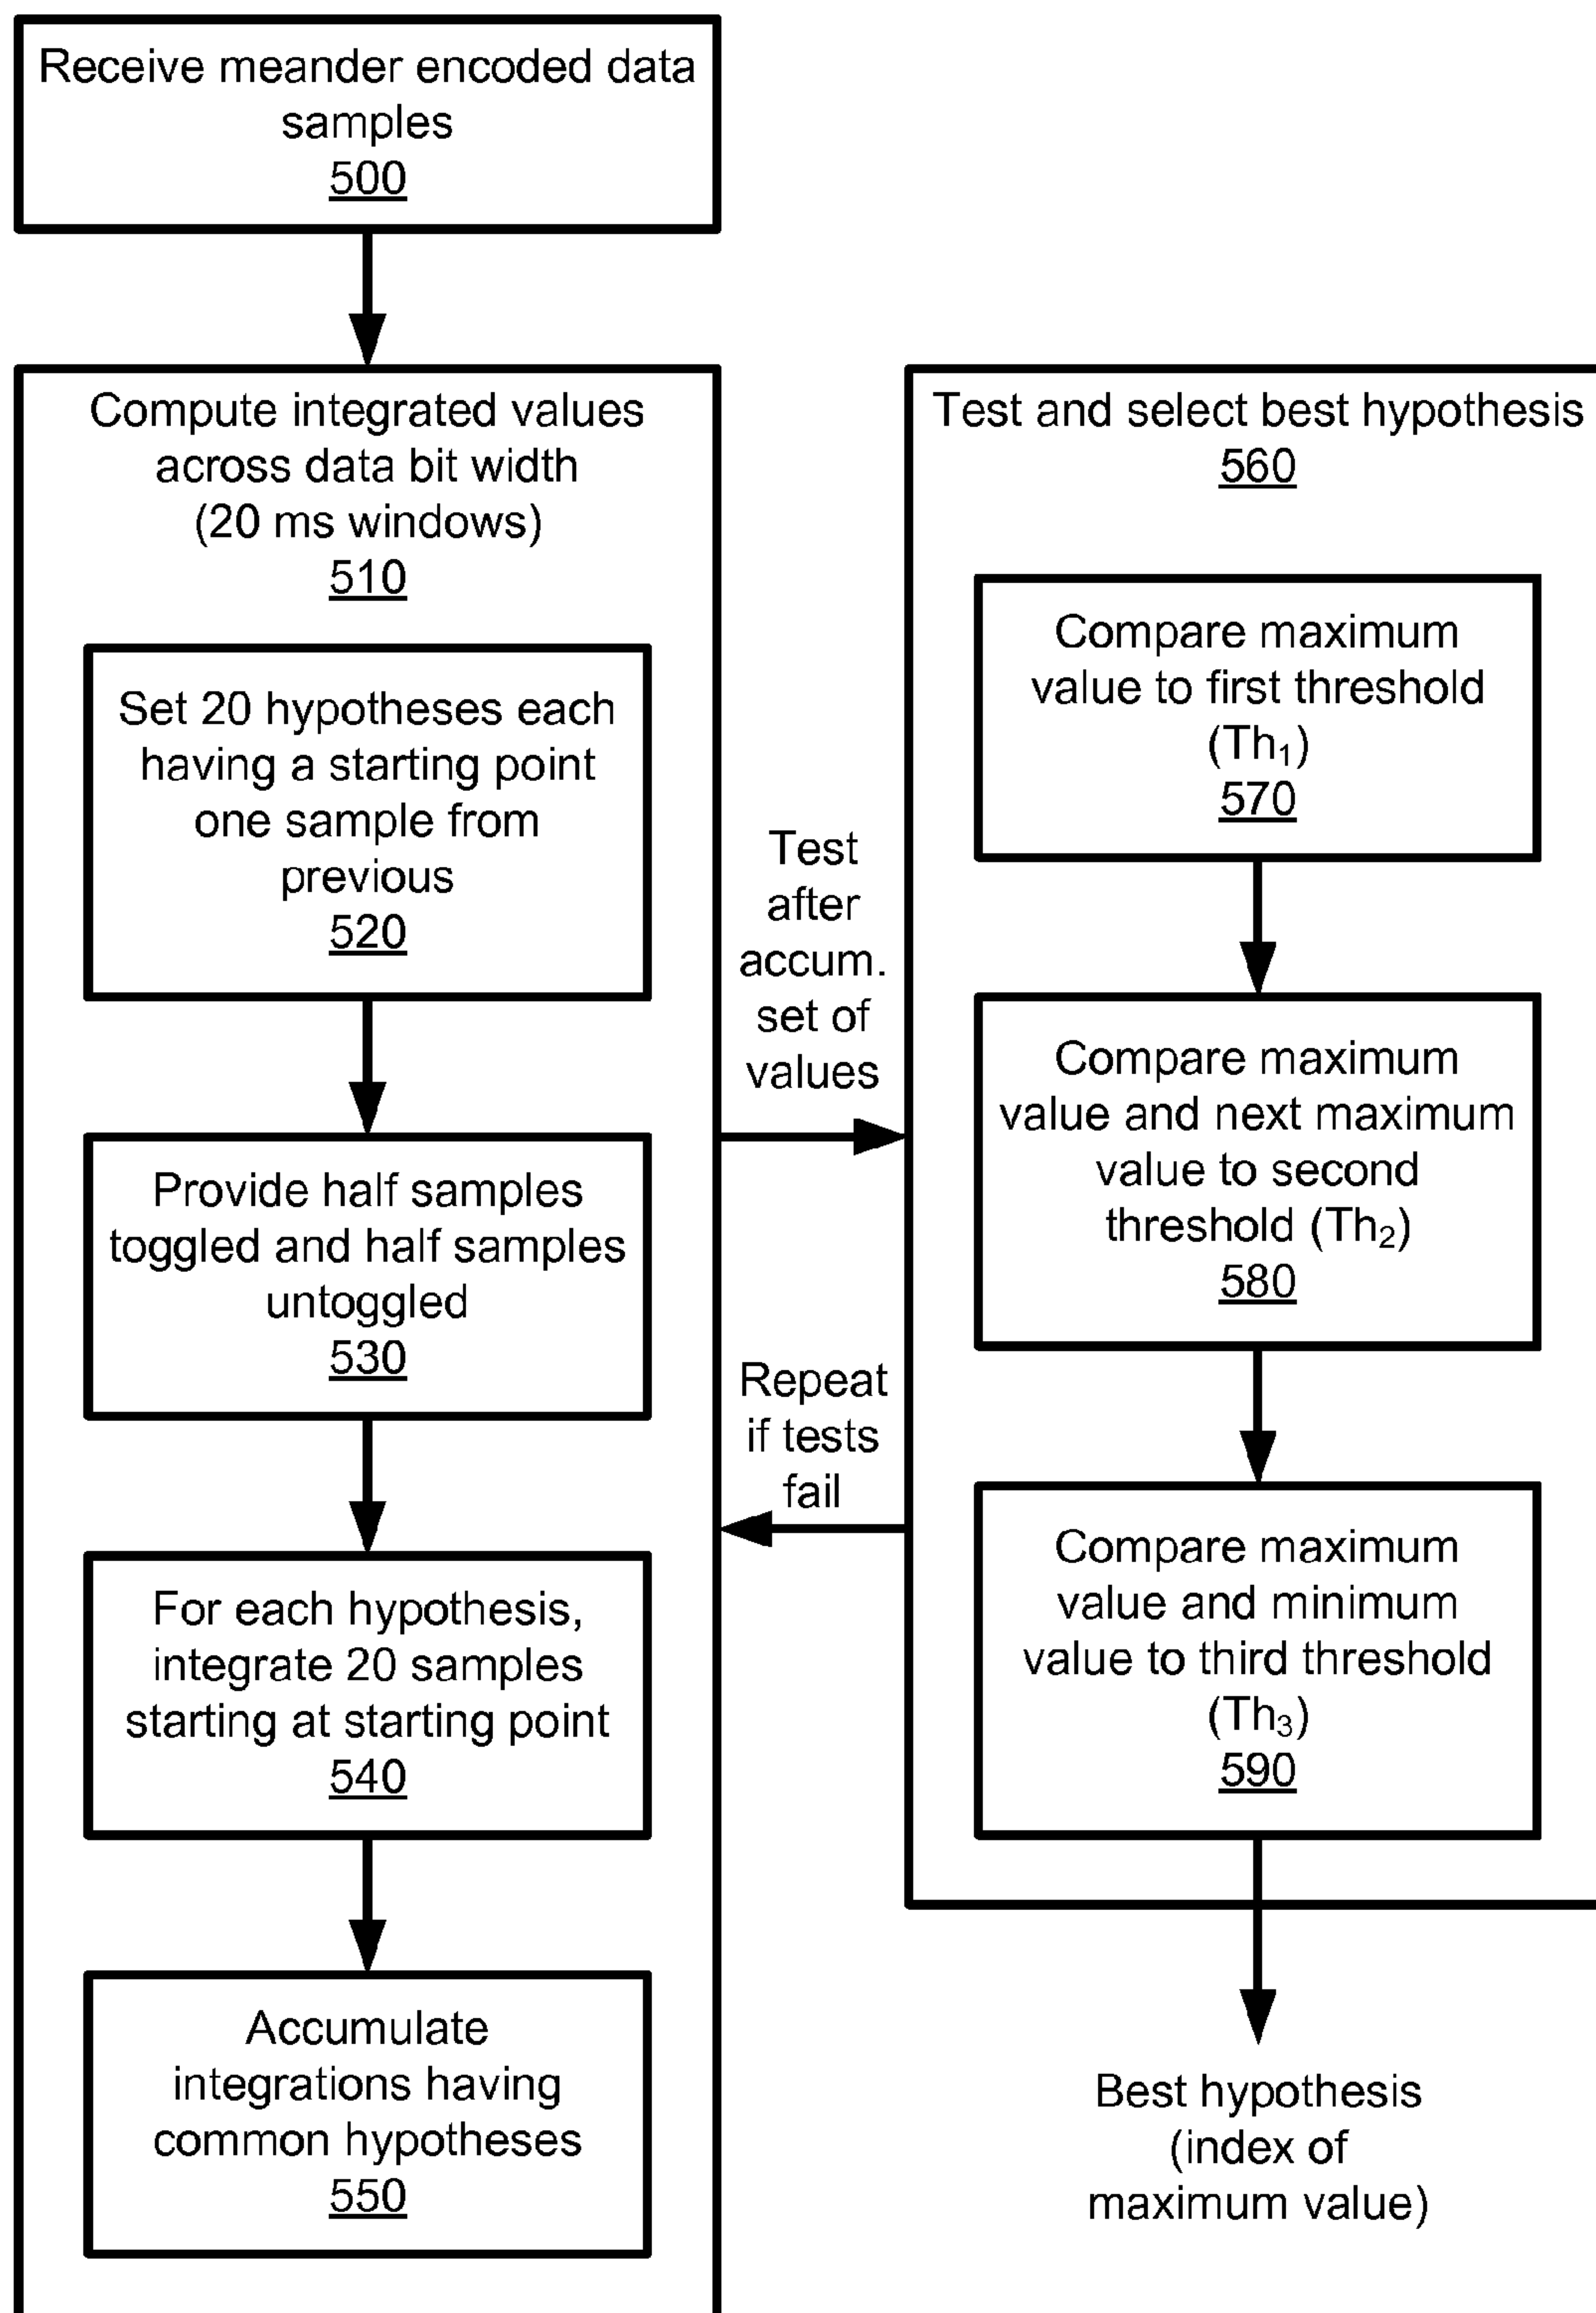 Receive meander encoded data
samples
500
Compute integrated values
across data bit width
(20 ms windows)
510
Set 20 hypotheses each
having a starting point
one sample from
previous
520
Provide half samples
toggled and half samples
untoggled
530
For each hypothesis,
integrate 20 samples
starting at starting point
540
Accumulate
integrations having
common hypotheses
550
Test
after
accum.
set of
values
Repeat
if tests
fail
Test and select best hypothesis
560
Compare maximum
value to first threshold
(Th₁)
570
Compare maximum
value and next maximum
value to second
threshold (Th₂)
580
Compare maximum
value and minimum
value to third threshold
(Th₃)
590
Best hypothesis
(index of
maximum value)